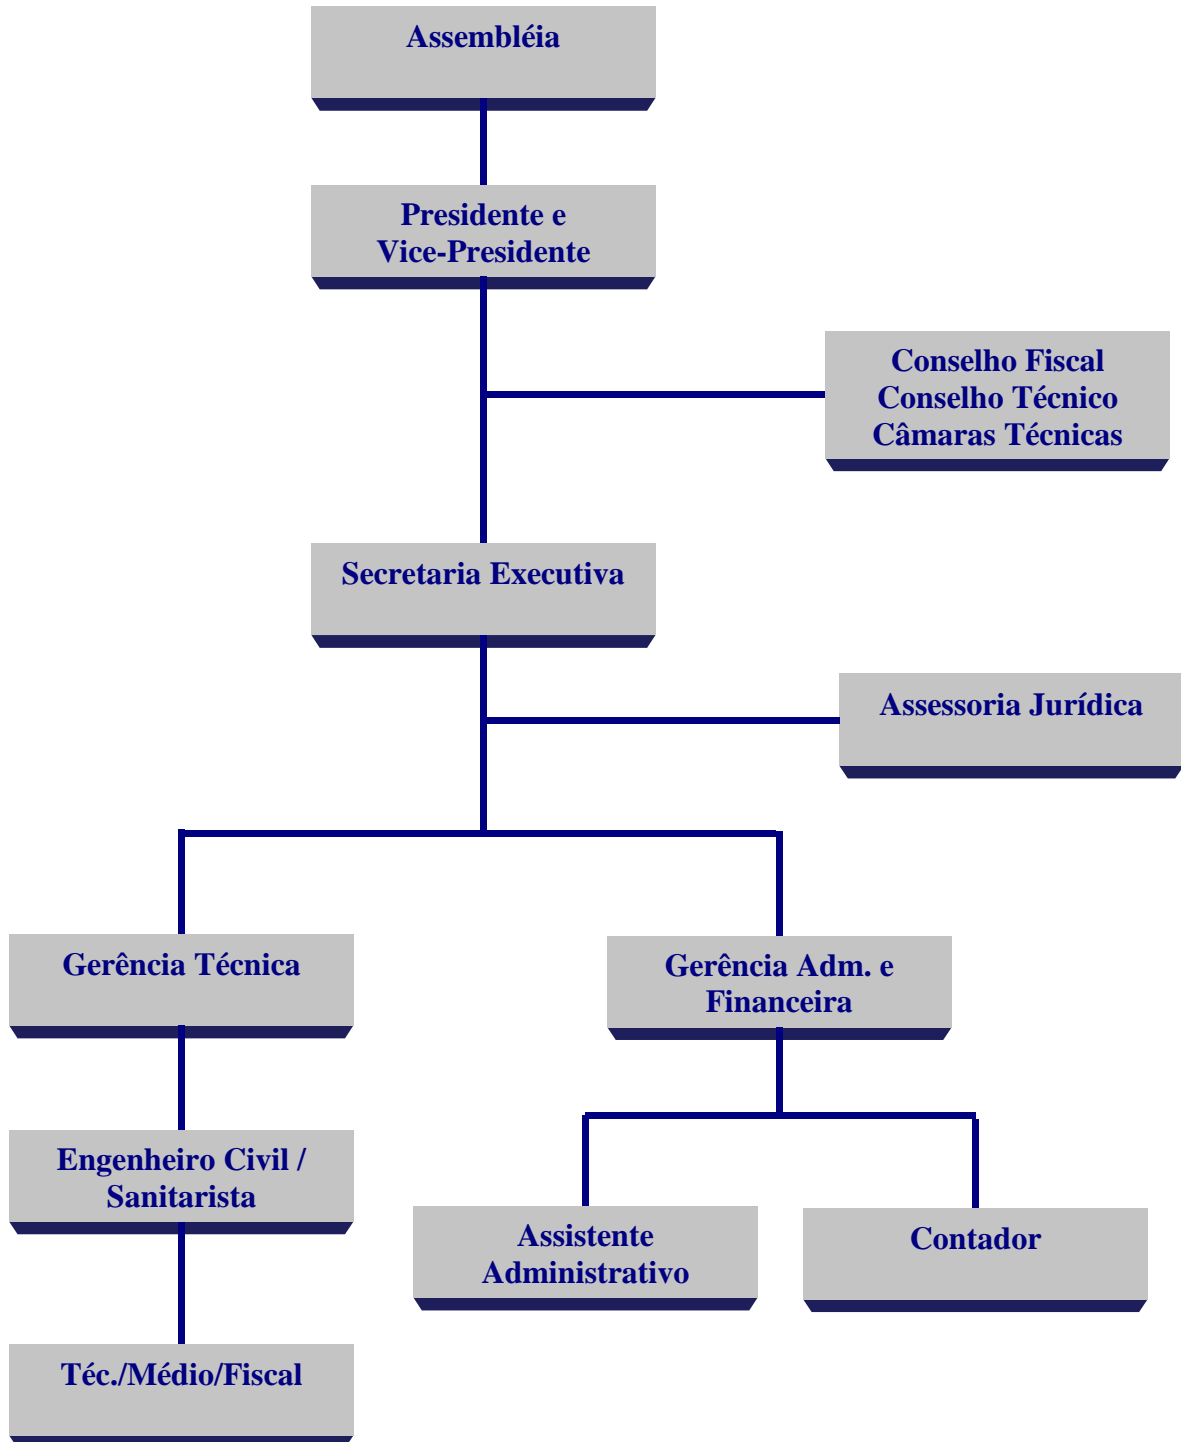 Assembléia
Presidente e
Vice-Presidente
Conselho Fiscal
Conselho Técnico
Câmaras Técnicas
Secretaria Executiva
Assessoria Jurídica
Gerência Técnica
Gerência Adm. e
Financeira
Engenheiro Civil /
Sanitarista
Assistente
Administrativo
Contador
Téc./Médio/Fiscal